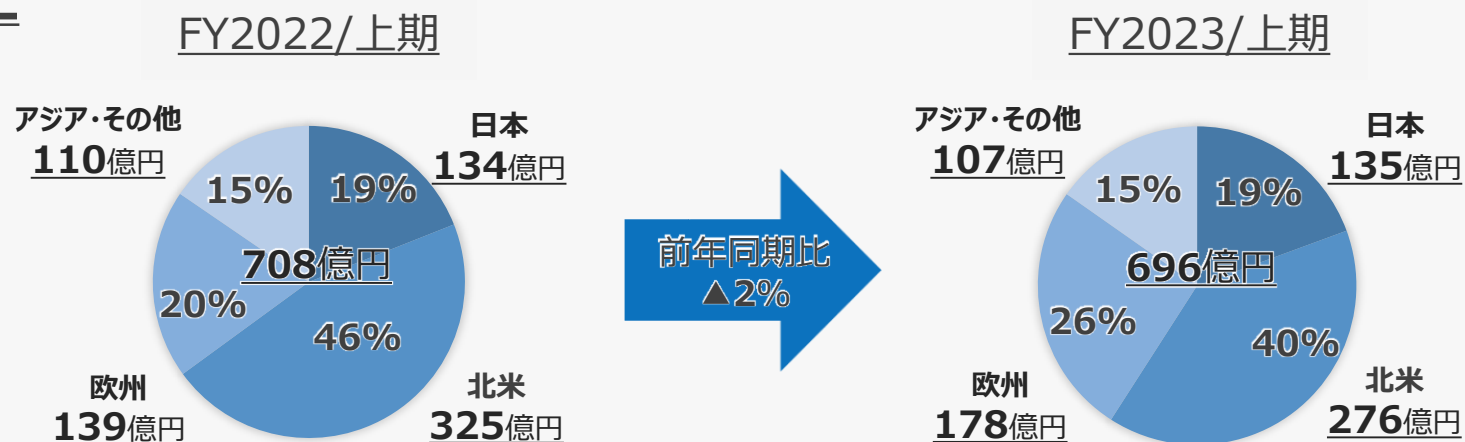 FY2022/上期
アジア・その他
110億円
日本
134億円
15%
19%
708億円
20%
46%
欧州
139億円
北米
325億円
前年同期比
▲2%
FY2023/上期
アジア・その他
107億円
日本
135億円
15%
19%
696億円
26%
40%
欧州
178億円
北米
276億円